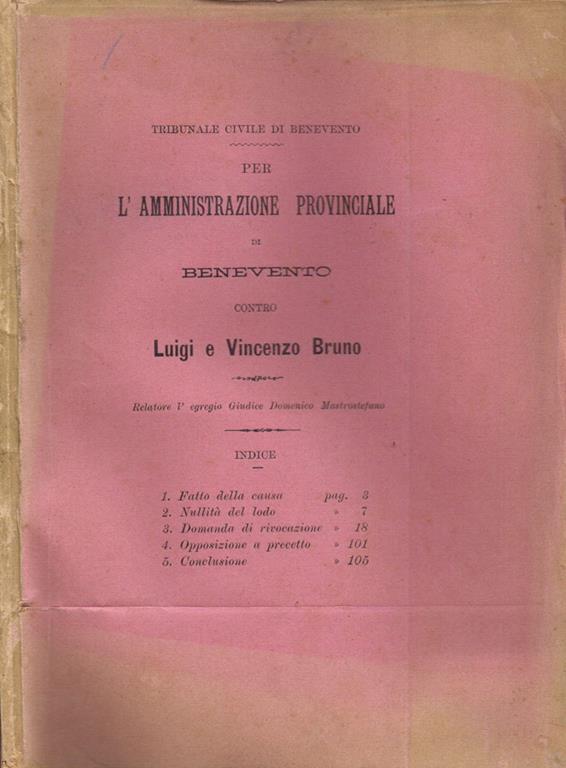 TRIBUNALE CIVILE DI BENEVENTO
PER
L' AMMINISTRAZIONE PROVINCIALE
DI
BENEVENTO
CONTRO
Luigi e Vincenzo Bruno
Relatore l' egregio Giudice Domenico Mastrostefano
INDICE
1. Fatto della causa pag. 3
2. Nullità del lodo » 7
3. Domanda di rivocazione » 18
4. Opposizione a precetto » 101
5. Conclusione » 105